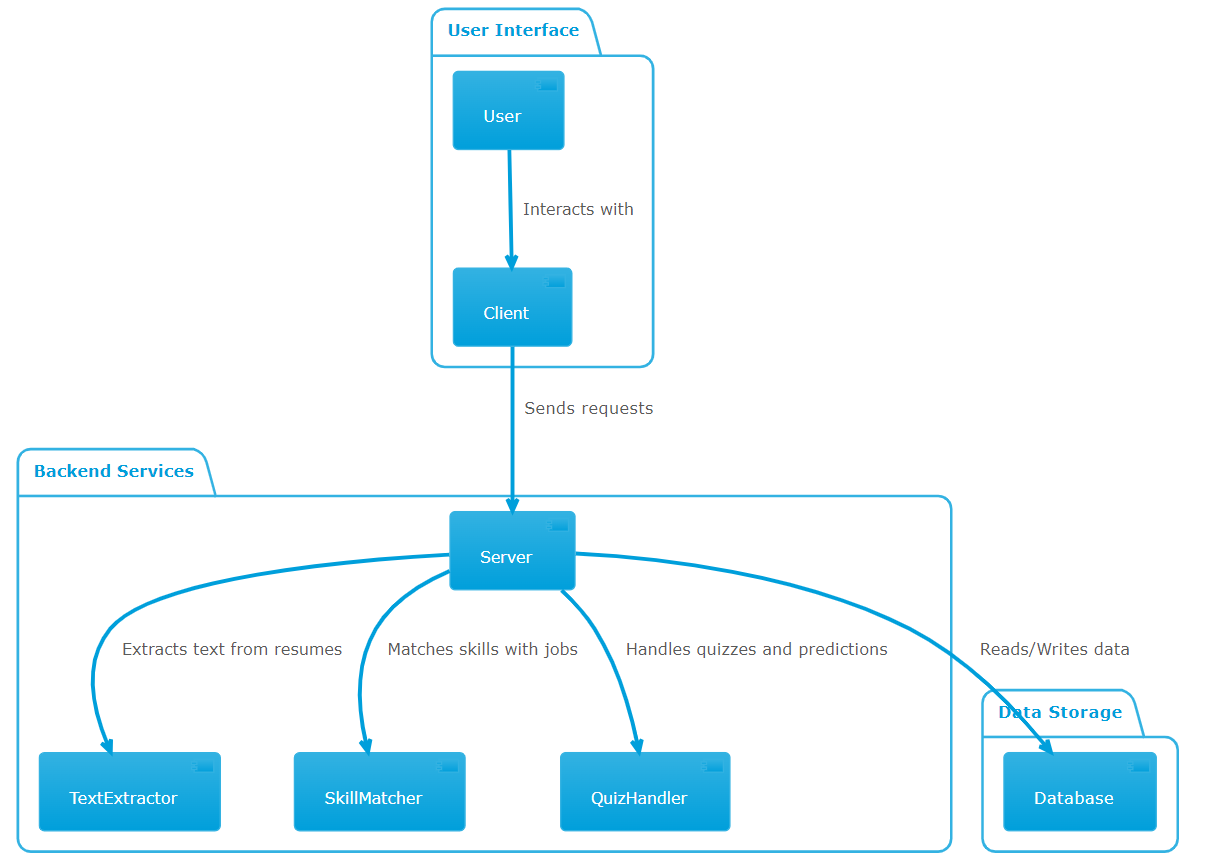 User Interface
User
Interacts with
Client
Sends requests
Backend Services
Server
Extracts text from resumes
Matches skills with jobs
Handles quizzes and predictions
Reads/Writes data
Data Storage
TextExtractor
SkillMatcher
QuizHandler
Database